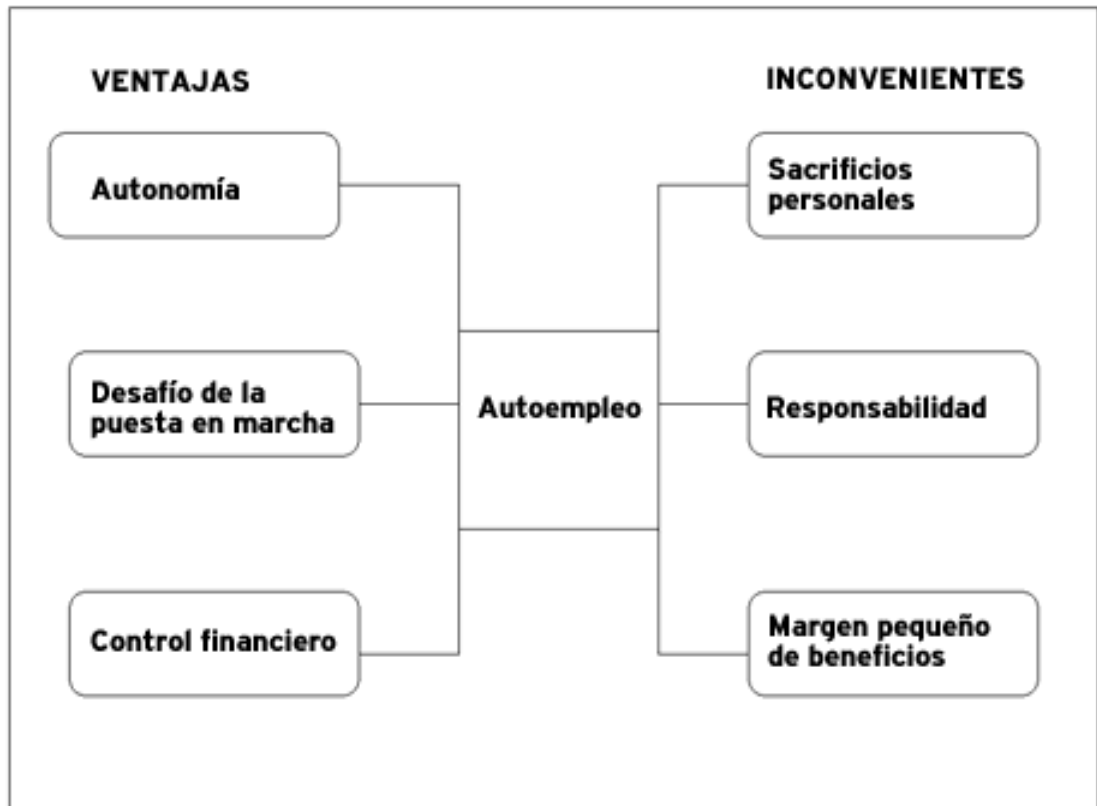 VENTAJAS
Autonomía
Desafío de la
puesta en marcha
Control financiero
Autoempleo
INCONVENIENTES
Sacrificios
personales
Responsabilidad
Margen pequeño
de beneficios